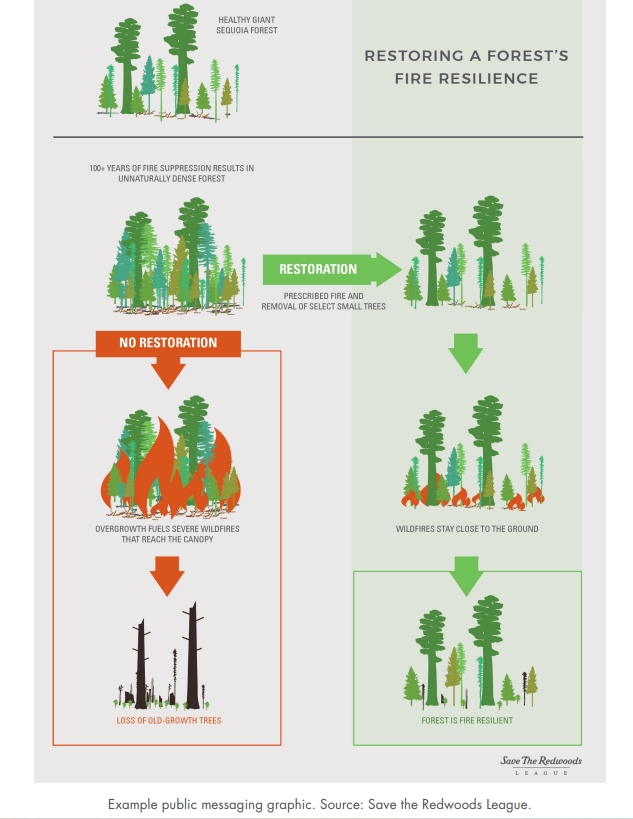 HEALTHY GIANT
SEQUOIA FOREST
RESTORING A FOREST'S
FIRE RESILIENCE
100+ YEARS OF FIRE SUPPRESSION RESULTS IN
UNNATURALLY DENSE FOREST
RESTORATION
PRESCRIBED FIRE AND
REMOVAL OF SELECT SMALL TREES
NO RESTORATION
OVERGROWTH FUELS SEVERE WILDFIRES
THAT REACH THE CANOPY
WILDFIRES STAY CLOSE TO THE GROUND
LOSS OF OLD-GROWTH TREES
FOREST IS FIRE RESILIENT
Save The Redwoods
LEAGUE
Example public messaging graphic. Source: Save the Redwoods League.